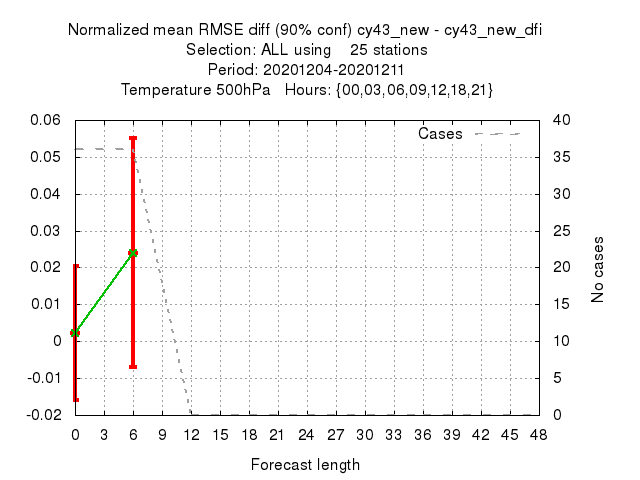 Normalized mean RMSE diff (90% conf) cy43_new - cy43_new_dfi
Selection: ALL using    25 stations
Period: 20201204-20201211
Temperature 500hPa   Hours: {00,03,06,09,12,18,21}
Cases
0.06
0.05
0.04
0.03
0.02
0.01
0
-0.01
-0.02
40
35
30
25
20
15
10
5
0
No cases
0 3 6 9 12 15 18 21 24 27 30 33 36 39 42 45 48
Forecast length